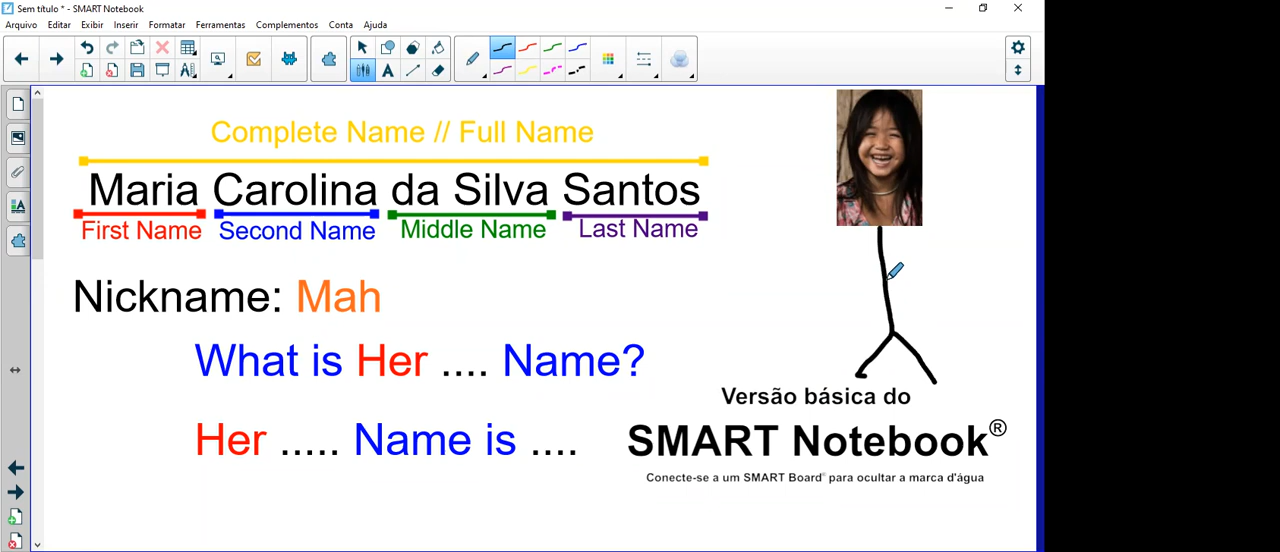 Sem título * - SMART Notebook
Arquivo Editar Exibir Inserir Formatar Ferramentas Complementos Conta Ajuda
Complete Name // Full Name
Maria Carolina da Silva Santos
First Name Second Name Middle Name Last Name
Nickname: Mah
What is Her .... Name?
Her ..... Name is ....
Versão básica do
SMART Notebook®
Conecte-se a um SMART Board® para ocultar a marca d'água